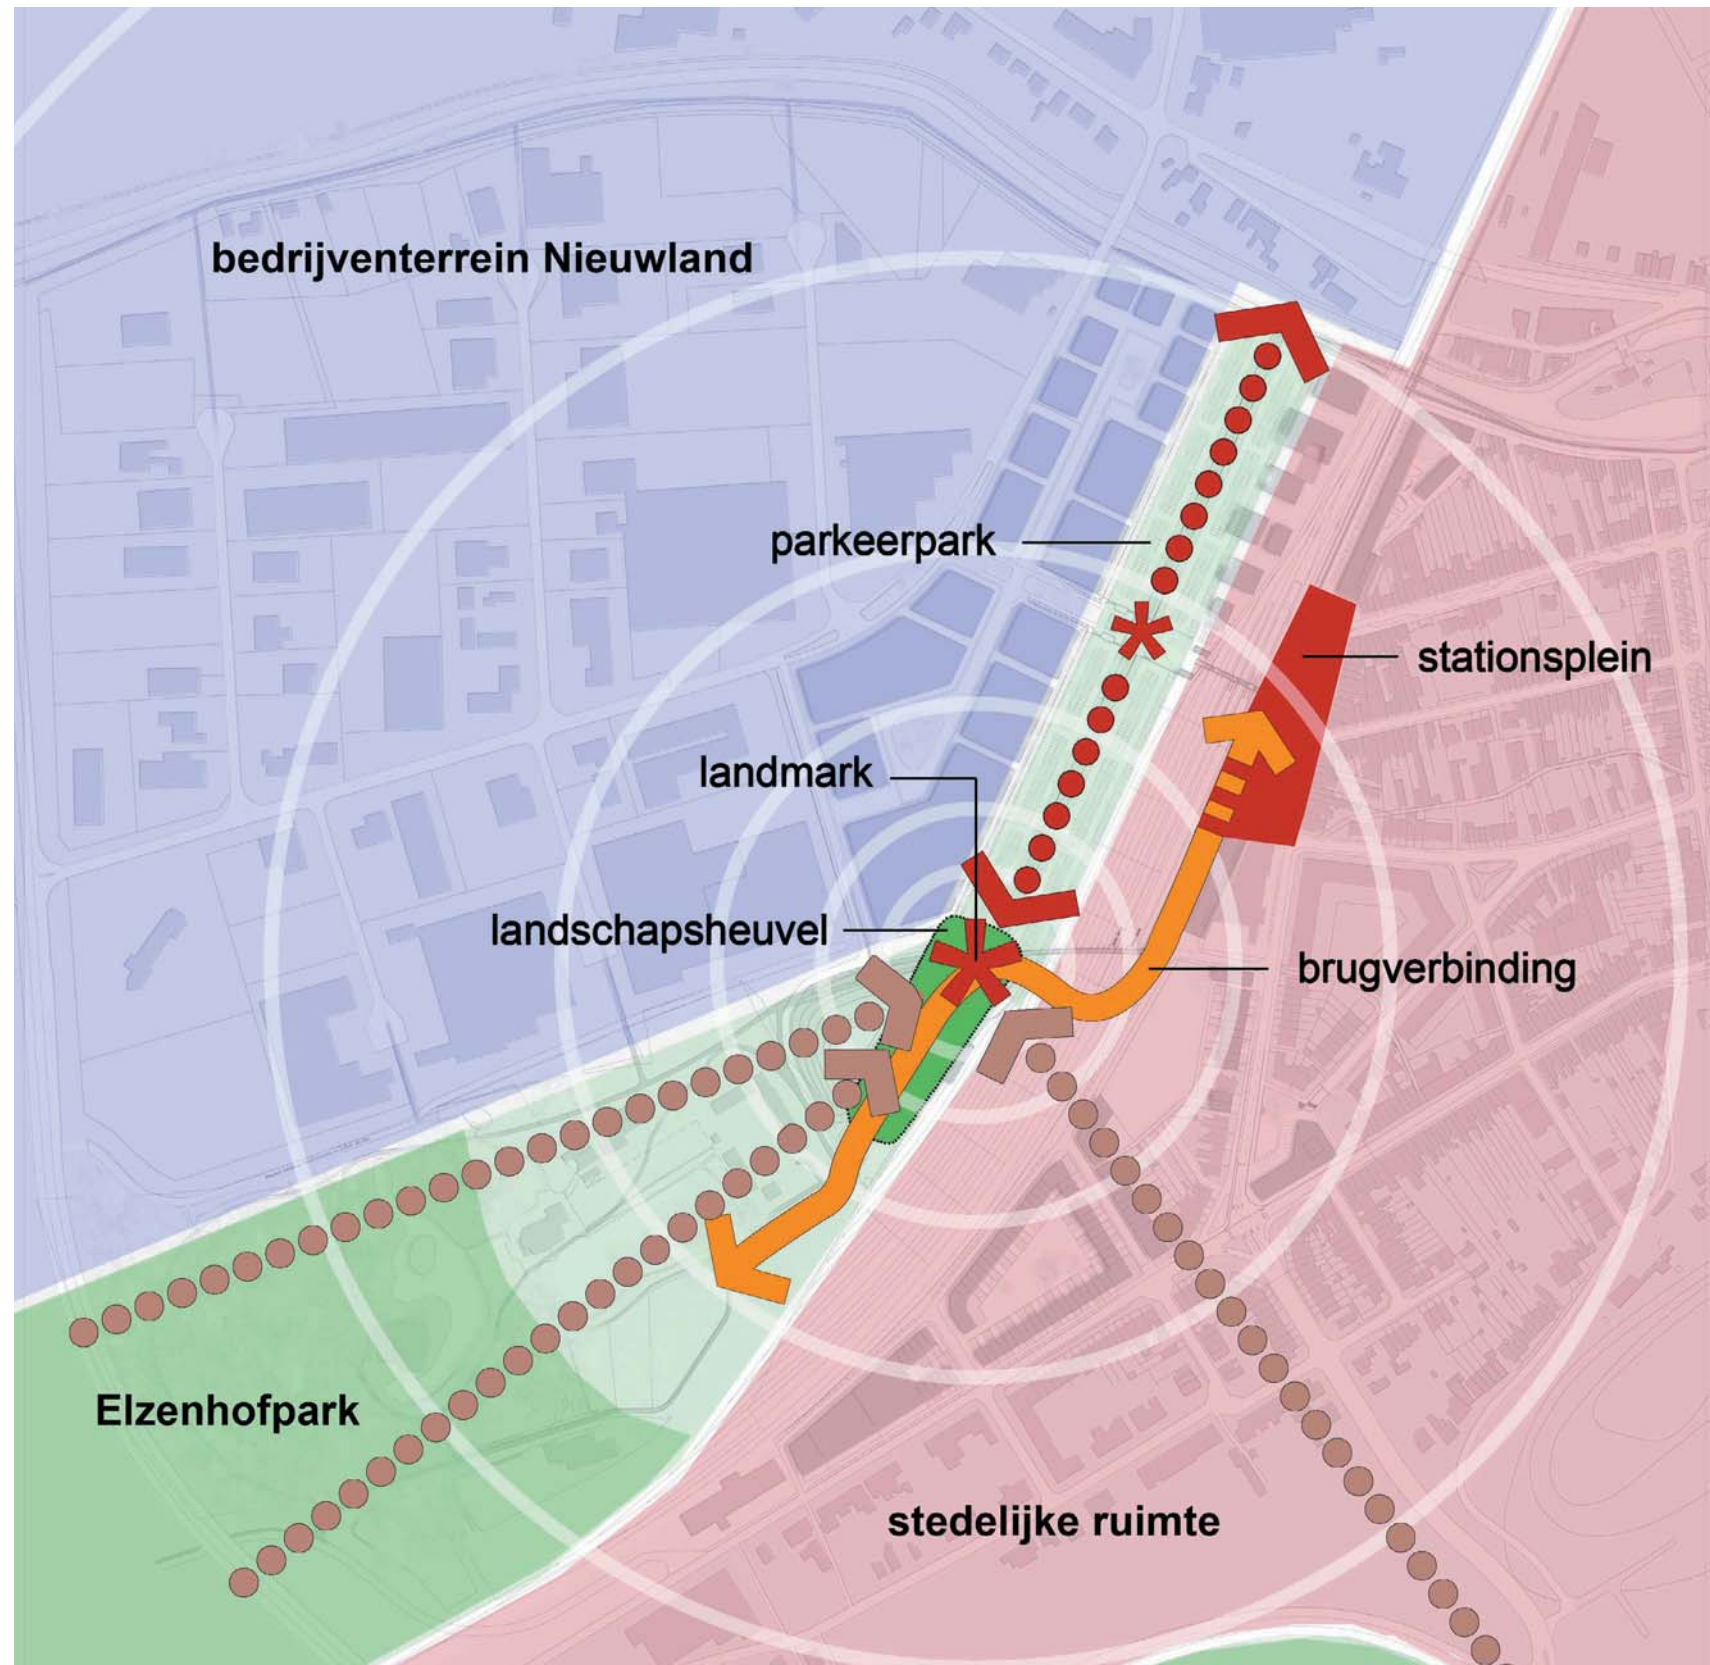 bedrijventerrein Nieuwland
parkeerpark
stationsplein
landmark
landschapsheuvel
brugverbinding
Elzenhofpark
stedelijke ruimte